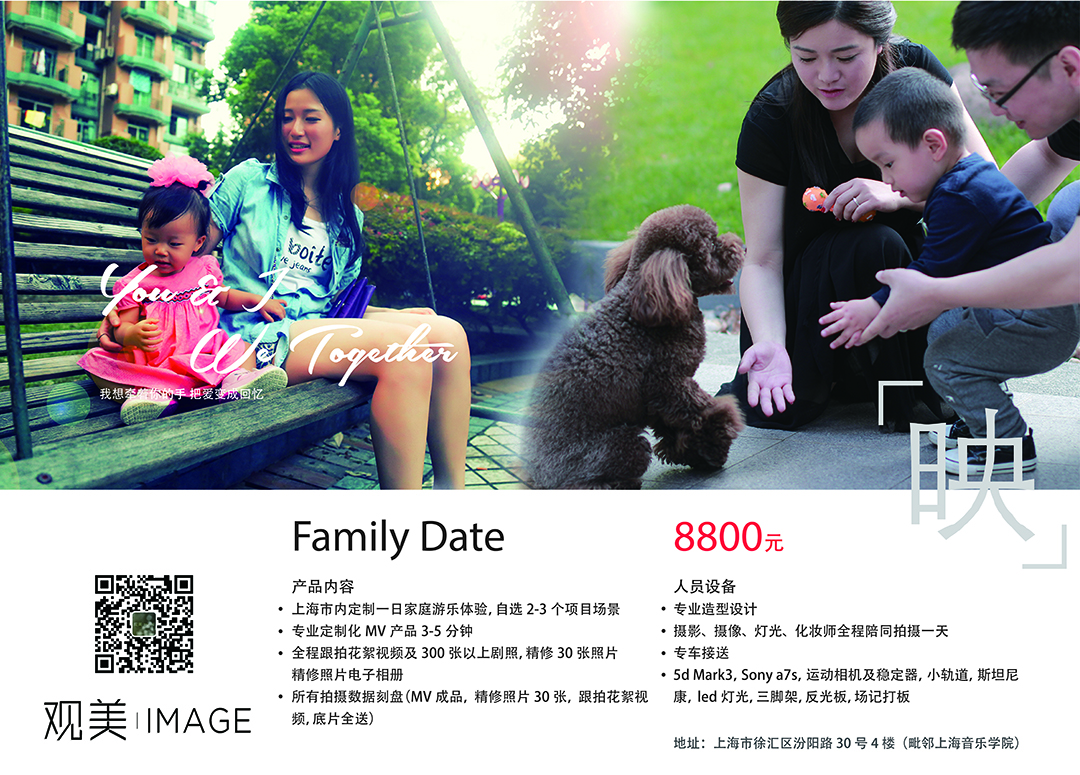 You & I
We Together
我想牵着你的手 把爱变成回忆
「映」
Family Date
产品内容
• 上海市内定制一日家庭游乐体验, 自选 2-3 个项目场景
• 专业定制化 MV 产品 3-5 分钟
• 全程跟拍花絮视频及 300 张以上剧照, 精修 30 张照片
精修照片电子相册
• 所有拍摄数据刻盘(MV 成品, 精修照片 30 张, 跟拍花絮视
频, 底片全送)
8800元
人员设备
• 专业造型设计
• 摄影、摄像、灯光、化妆师全程陪同拍摄一天
• 专车接送
• 5d Mark3, Sony a7s, 运动相机及稳定器, 小轨道, 斯坦尼
康, led 灯光, 三脚架, 反光板, 场记打板
地址: 上海市徐汇区汾阳路 30 号 4 楼 (毗邻上海音乐学院)
观美 | IMAGE